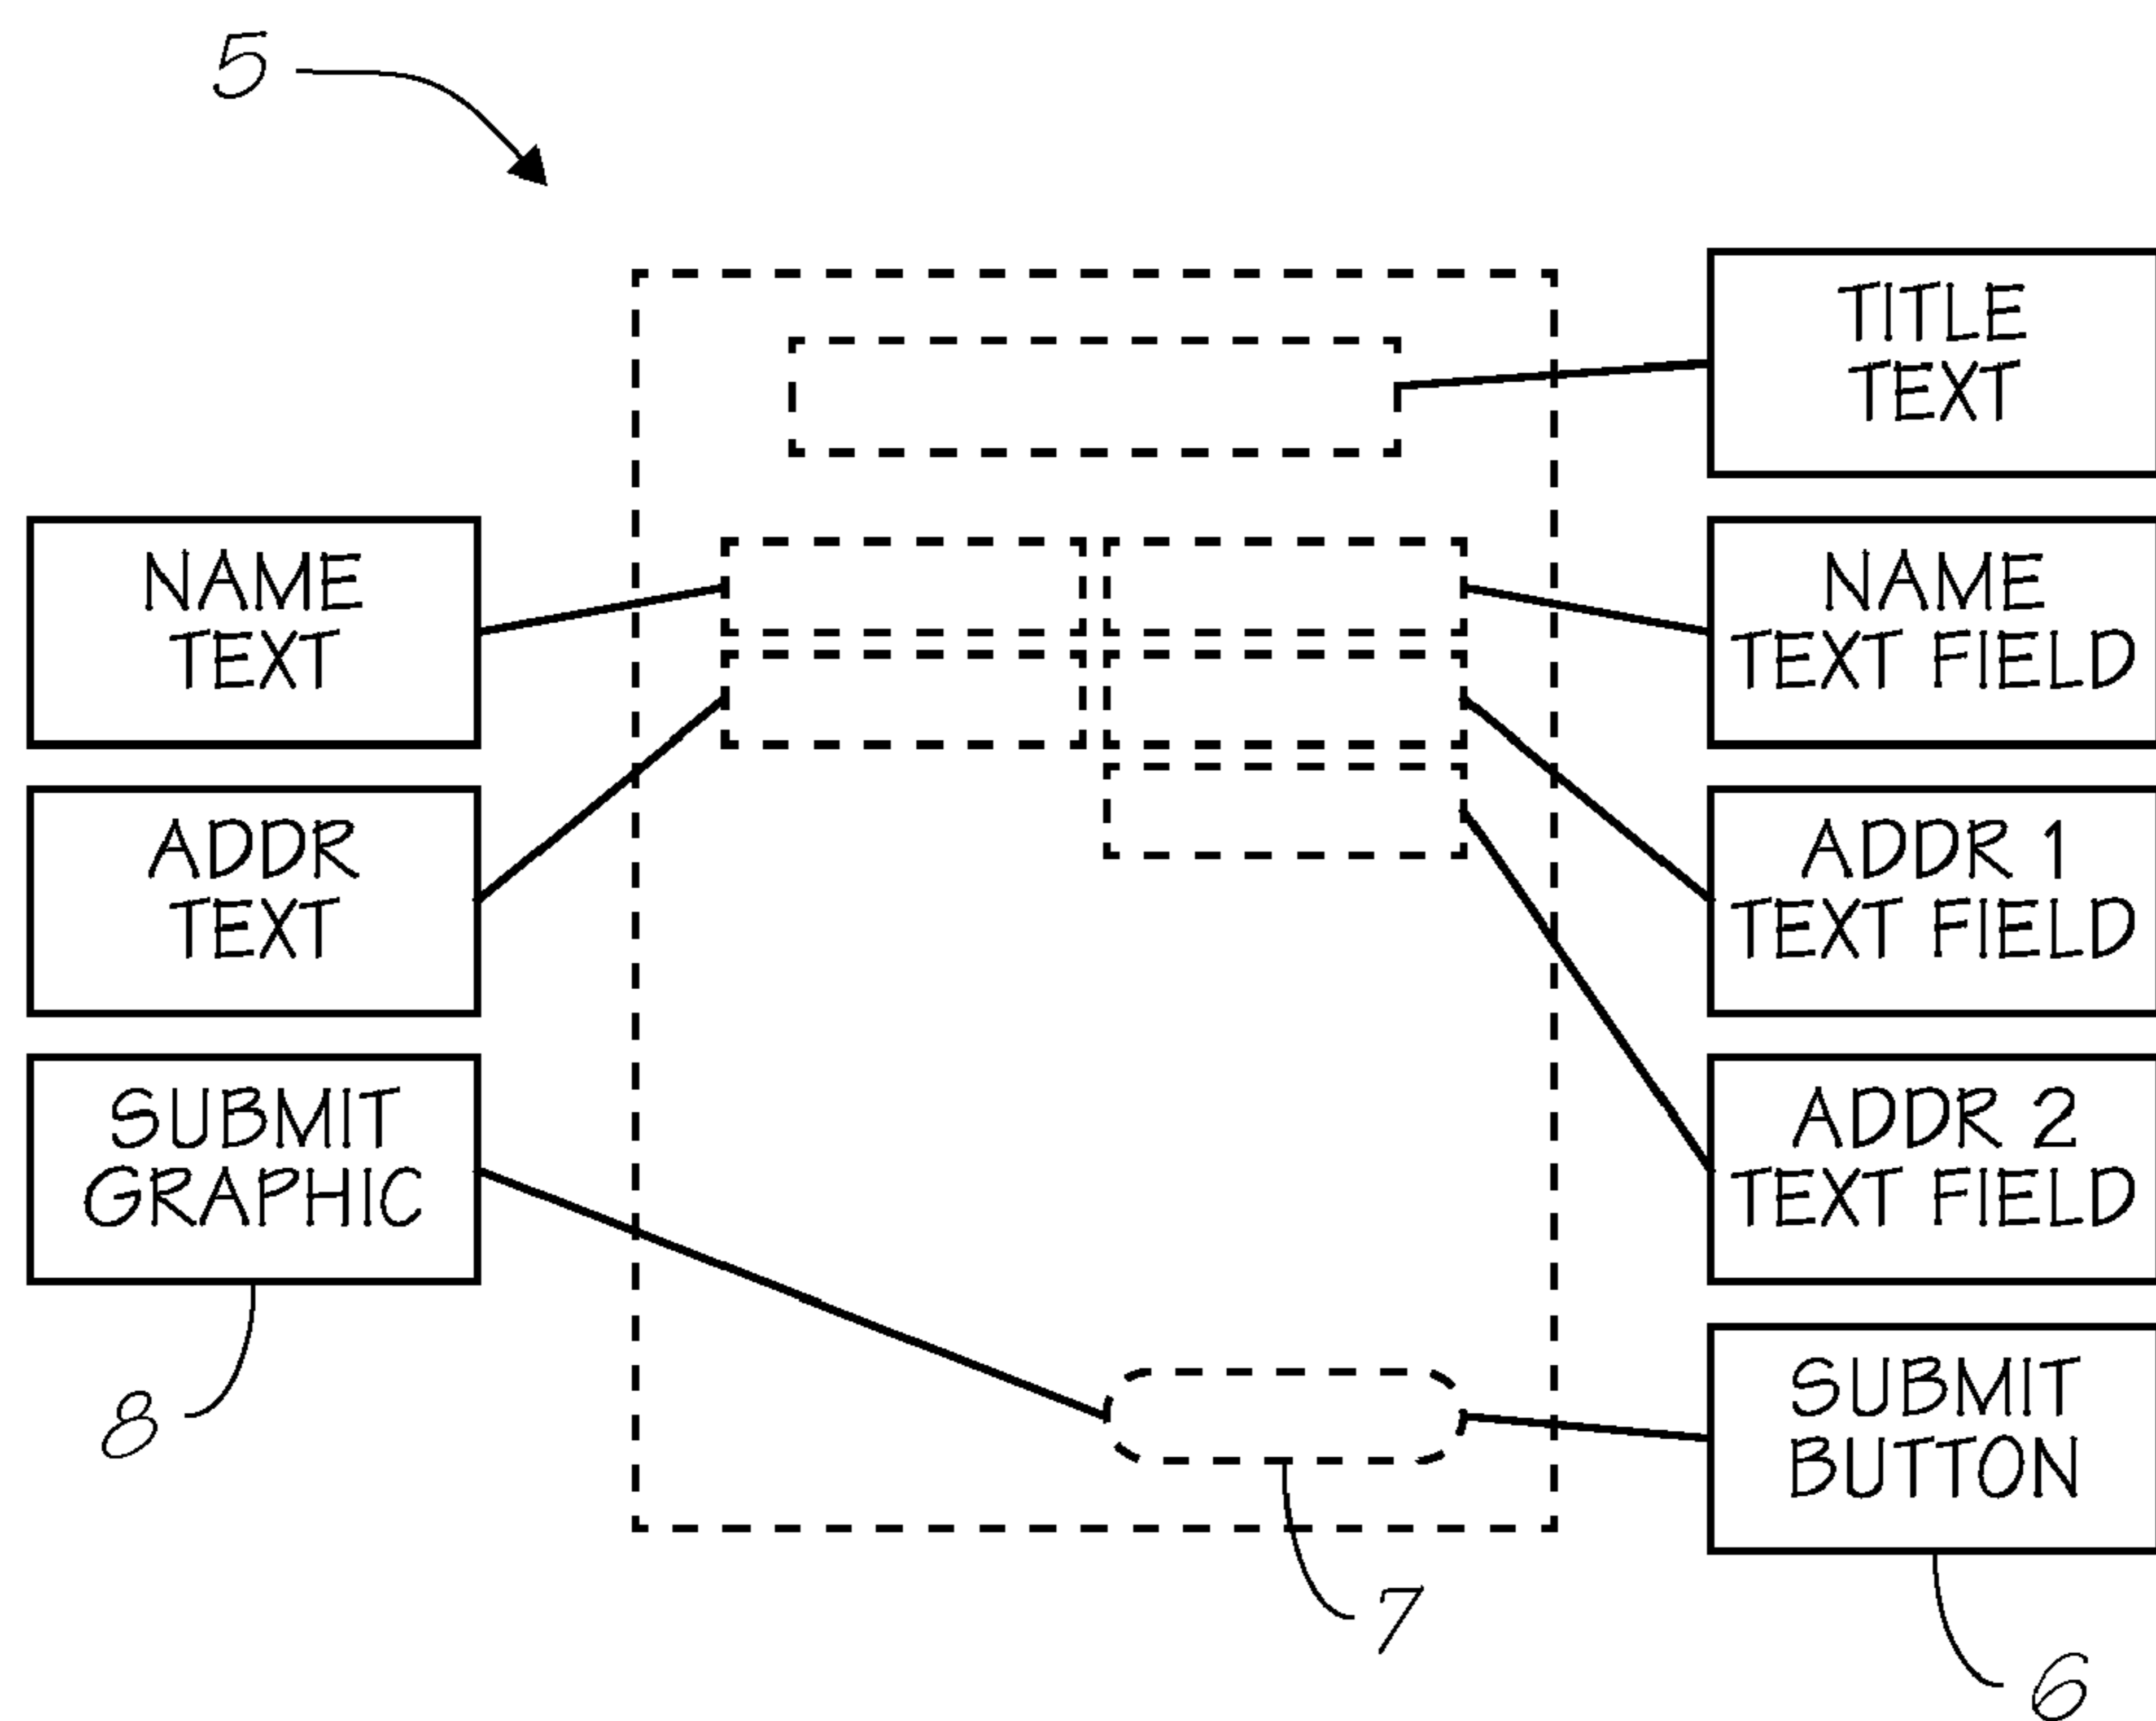 5
TITLE
TEXT
NAME
TEXT
NAME
TEXT FIELD
ADDR
TEXT
ADDR 1
TEXT FIELD
SUBMIT
GRAPHIC
ADDR 2
TEXT FIELD
SUBMIT
BUTTON
8
7
6